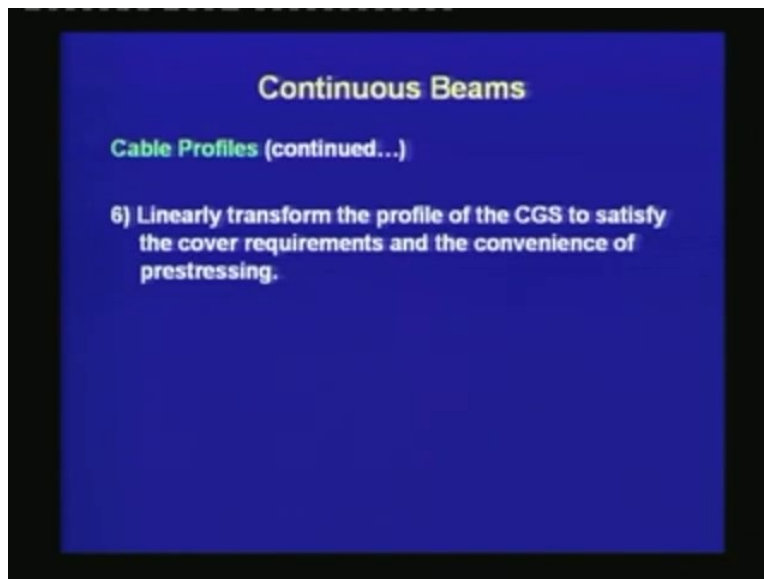 Continuous Beams
Cable Profiles (continued...)
6) Linearly transform the profile of the CGS to satisfy
the cover requirements and the convenience of
prestressing.